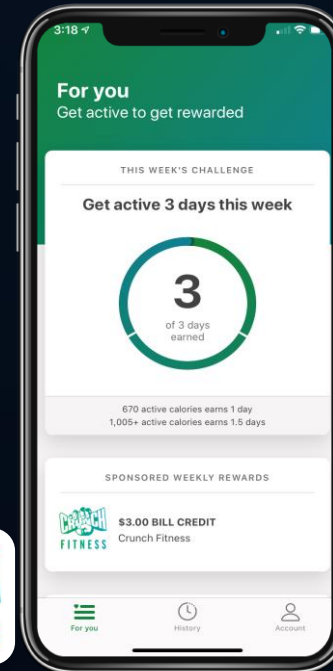 3:18
For you
Get active to get rewarded
THIS WEEK'S CHALLENGE
Get active 3 days this week
3
of 3 days
earned
670 active calories earns 1 day
1,005+ active calories earns 1.5 days
SPONSORED WEEKLY REWARDS
CRUNCH
FITNESS
$3.00 BILL CREDIT
Crunch Fitness
For you
History
Account